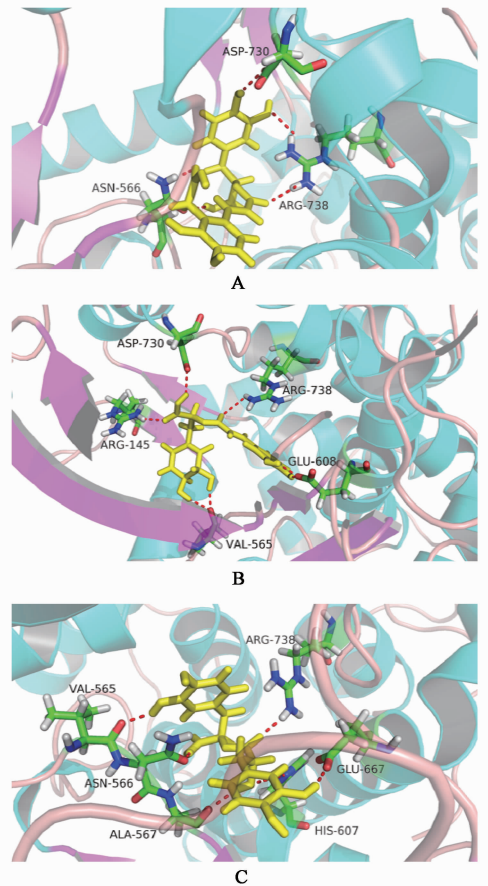 ASP-730
ASN-566
ARG-738
A
ASP-730
ARG-738
ARG-145
GLU-608
VAL-565
B
ARG-738
VAL-565
ASN-566
GLU-667
ALA-567
HIS-607
C